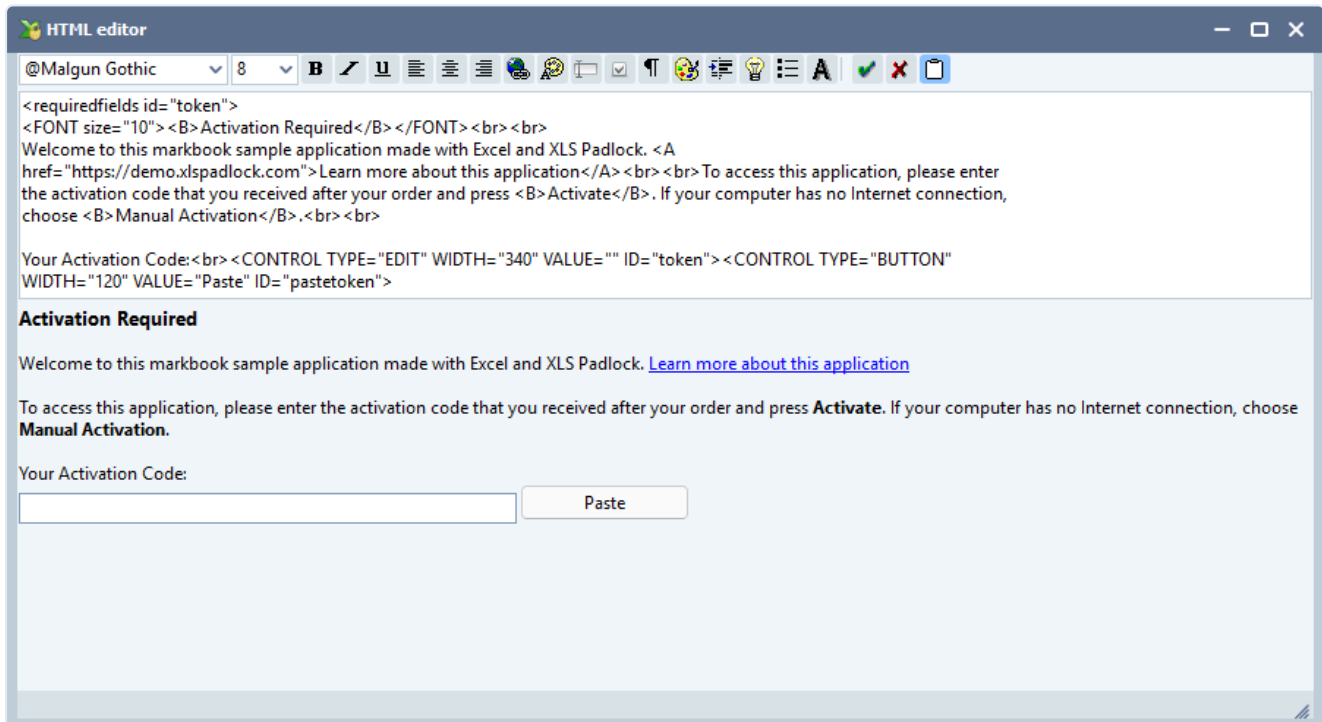 HTML editor
@Malgun Gothic 8 B I U A
<requiredfields id="token">
<FONT size="10"><B>Activation Required</B></FONT><br><br>
Welcome to this markbook sample application made with Excel and XLS Padlock. <A
href="https://demo.xlspadlock.com">Learn more about this application</A><br><br>To access this application, please enter
the activation code that you received after your order and press <B>Activate</B>. If your computer has no Internet connection,
choose <B>Manual Activation</B>.<br><br>
Your Activation Code:<br><CONTROL TYPE="EDIT" WIDTH="340" VALUE="" ID="token"><CONTROL TYPE="BUTTON"
WIDTH="120" VALUE="Paste" ID="pastetoken">
Activation Required
Welcome to this markbook sample application made with Excel and XLS Padlock. Learn more about this application
To access this application, please enter the activation code that you received after your order and press Activate. If your computer has no Internet connection, choose
Manual Activation.
Your Activation Code:
Paste